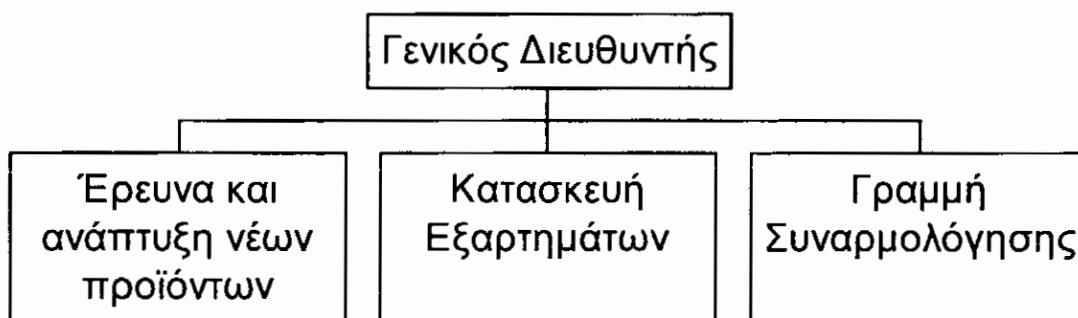 Γενικός Διευθυντής
Έρευνα και
ανάπτυξη νέων
προϊόντων
Κατασκευή
Εξαρτημάτων
Γραμμή
Συναρμολόγησης